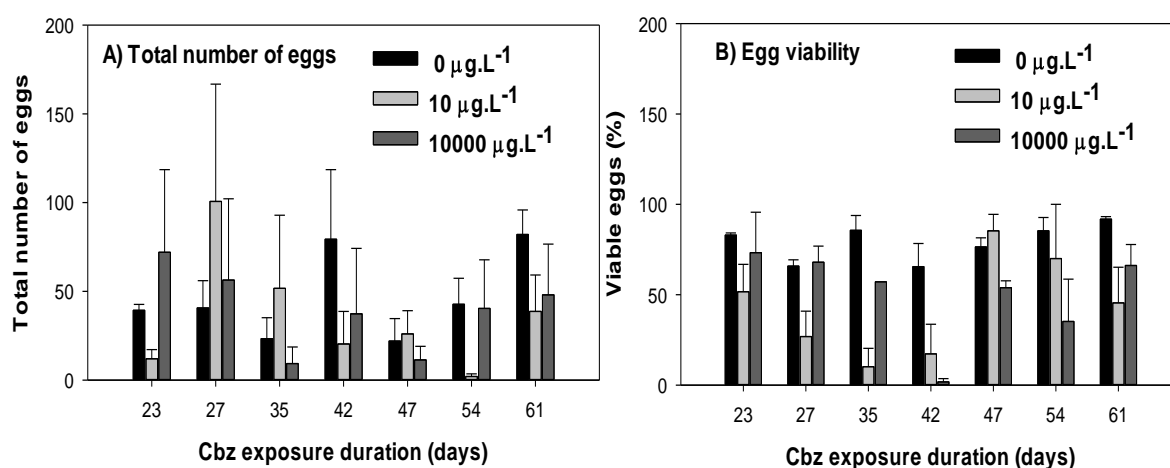 A) Total number of eggs
0 μg.L-1
10 μg.L-1
10000 μg.L-1
Total number of eggs
200
150
100
50
0
23 27 35 42 47 54 61
Cbz exposure duration (days)
B) Egg viability
0 μg.L-1
10 μg.L-1
10000 μg.L-1
Viable eggs (%)
200
150
100
50
0
23 27 35 42 47 54 61
Cbz exposure duration (days)